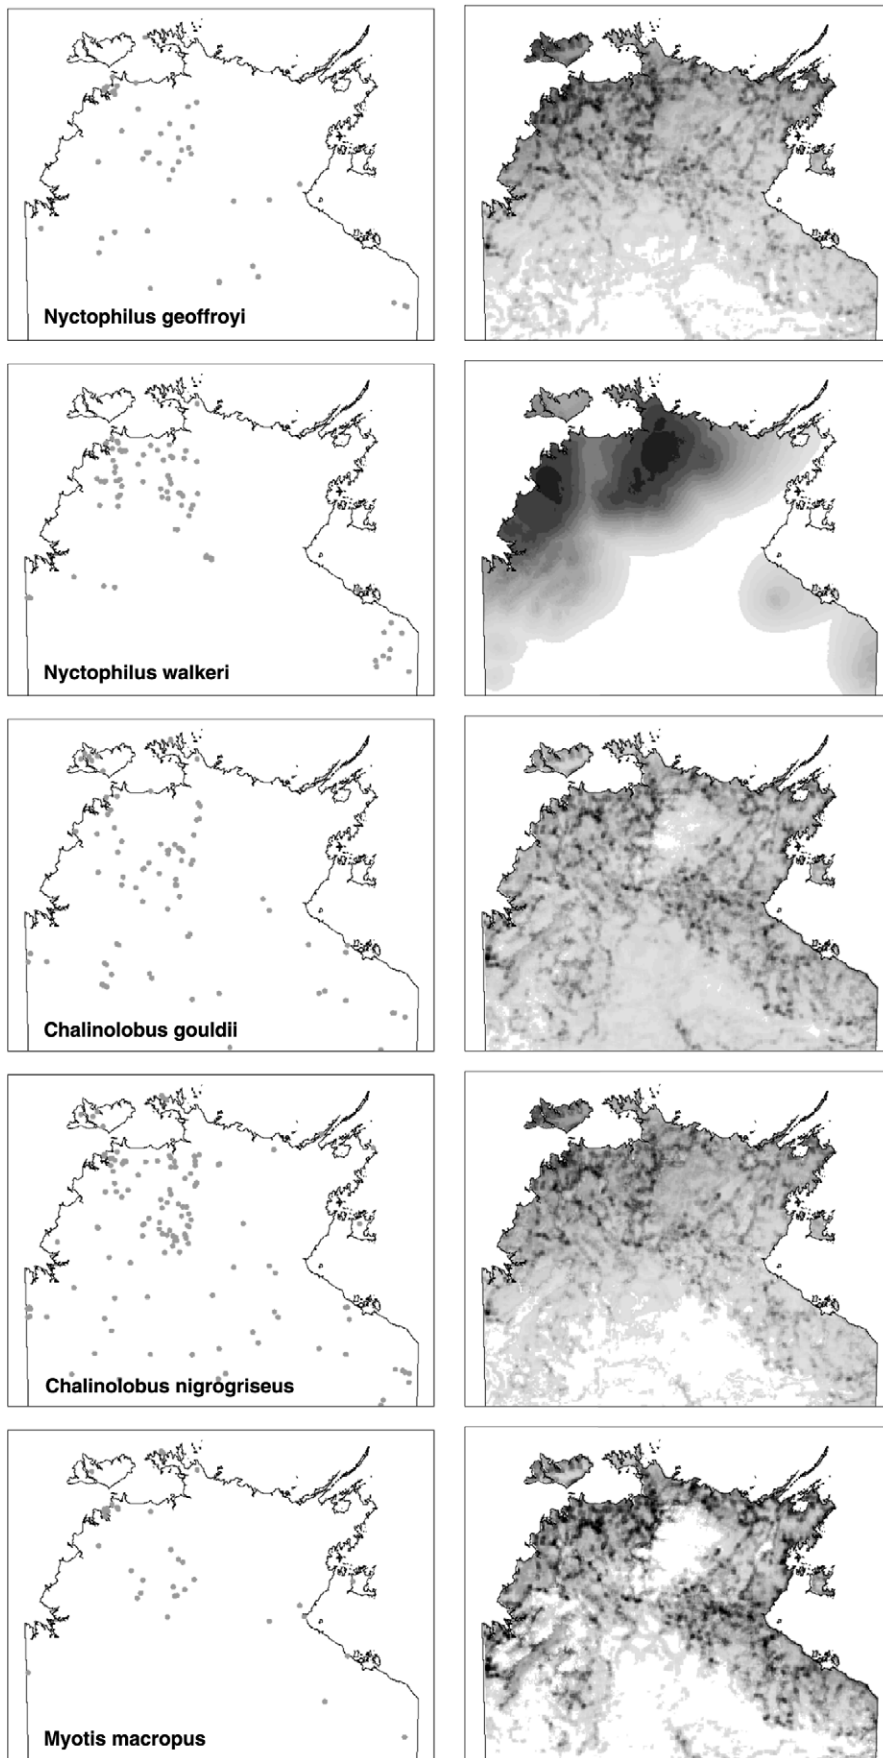 Nyctophilus geoffroyi
Nyctophilus walkeri
Chalinolobus gouldii
Chalinolobus nigrogriseus
Myotis macropus